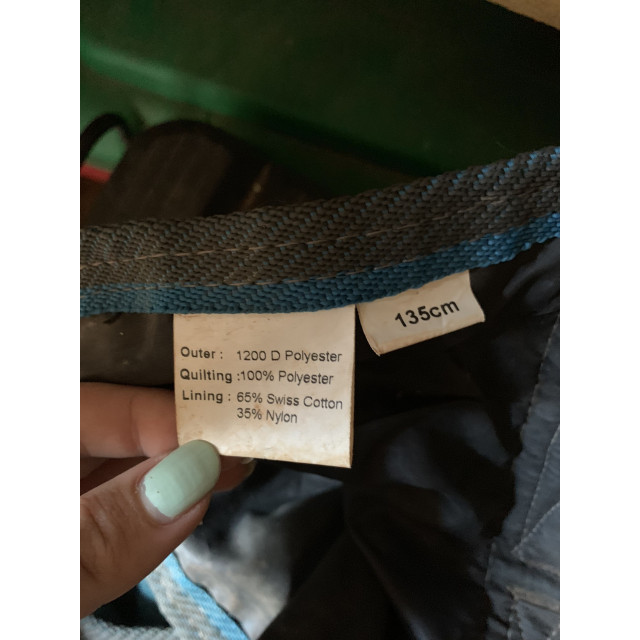 Outer : 1200 D Polyester
Quilting :100% Polyester
Lining : 65% Swiss Cotton
35% Nylon
135cm